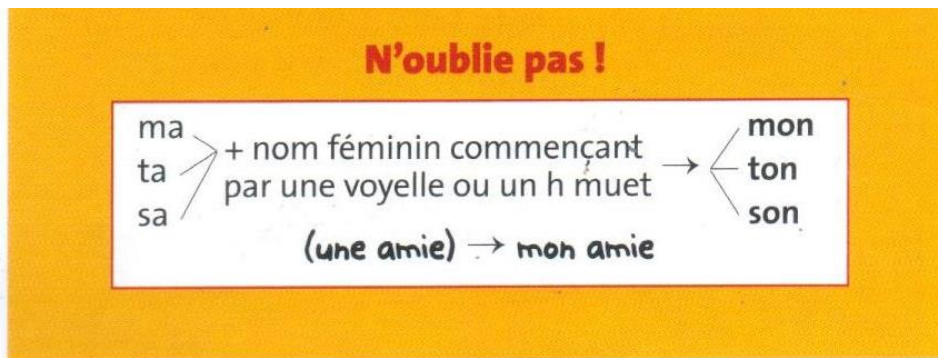 N'oublie pas !
ma
ta
sa
+ nom féminin commençant
par une voyelle ou un h muet
→
mon
ton
son
(une amie) → mon amie